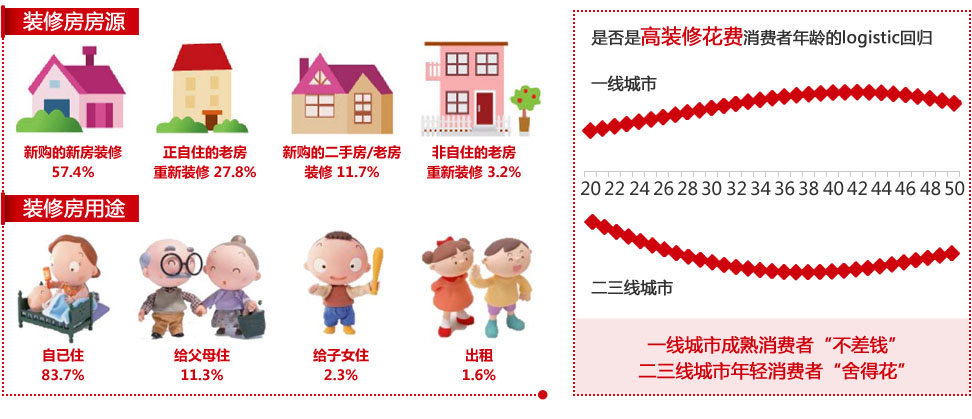 装修房房源
新购的新房装修
57.4%
正自住的老房
重新装修 27.8%
新购的二手房/老房
装修 11.7%
非自住的老房
重新装修 3.2%
装修房用途
自已住
83.7%
给父母住
11.3%
给子女住
2.3%
出租
1.6%
是否是高装修花费消费者年龄的logistic回归
一线城市
20 22 24 26 28 30 32 34 36 38 40 42 44 46 48 50
二三线城市
一线城市成熟消费者“不差钱”
二三线城市年轻消费者“舍得花”